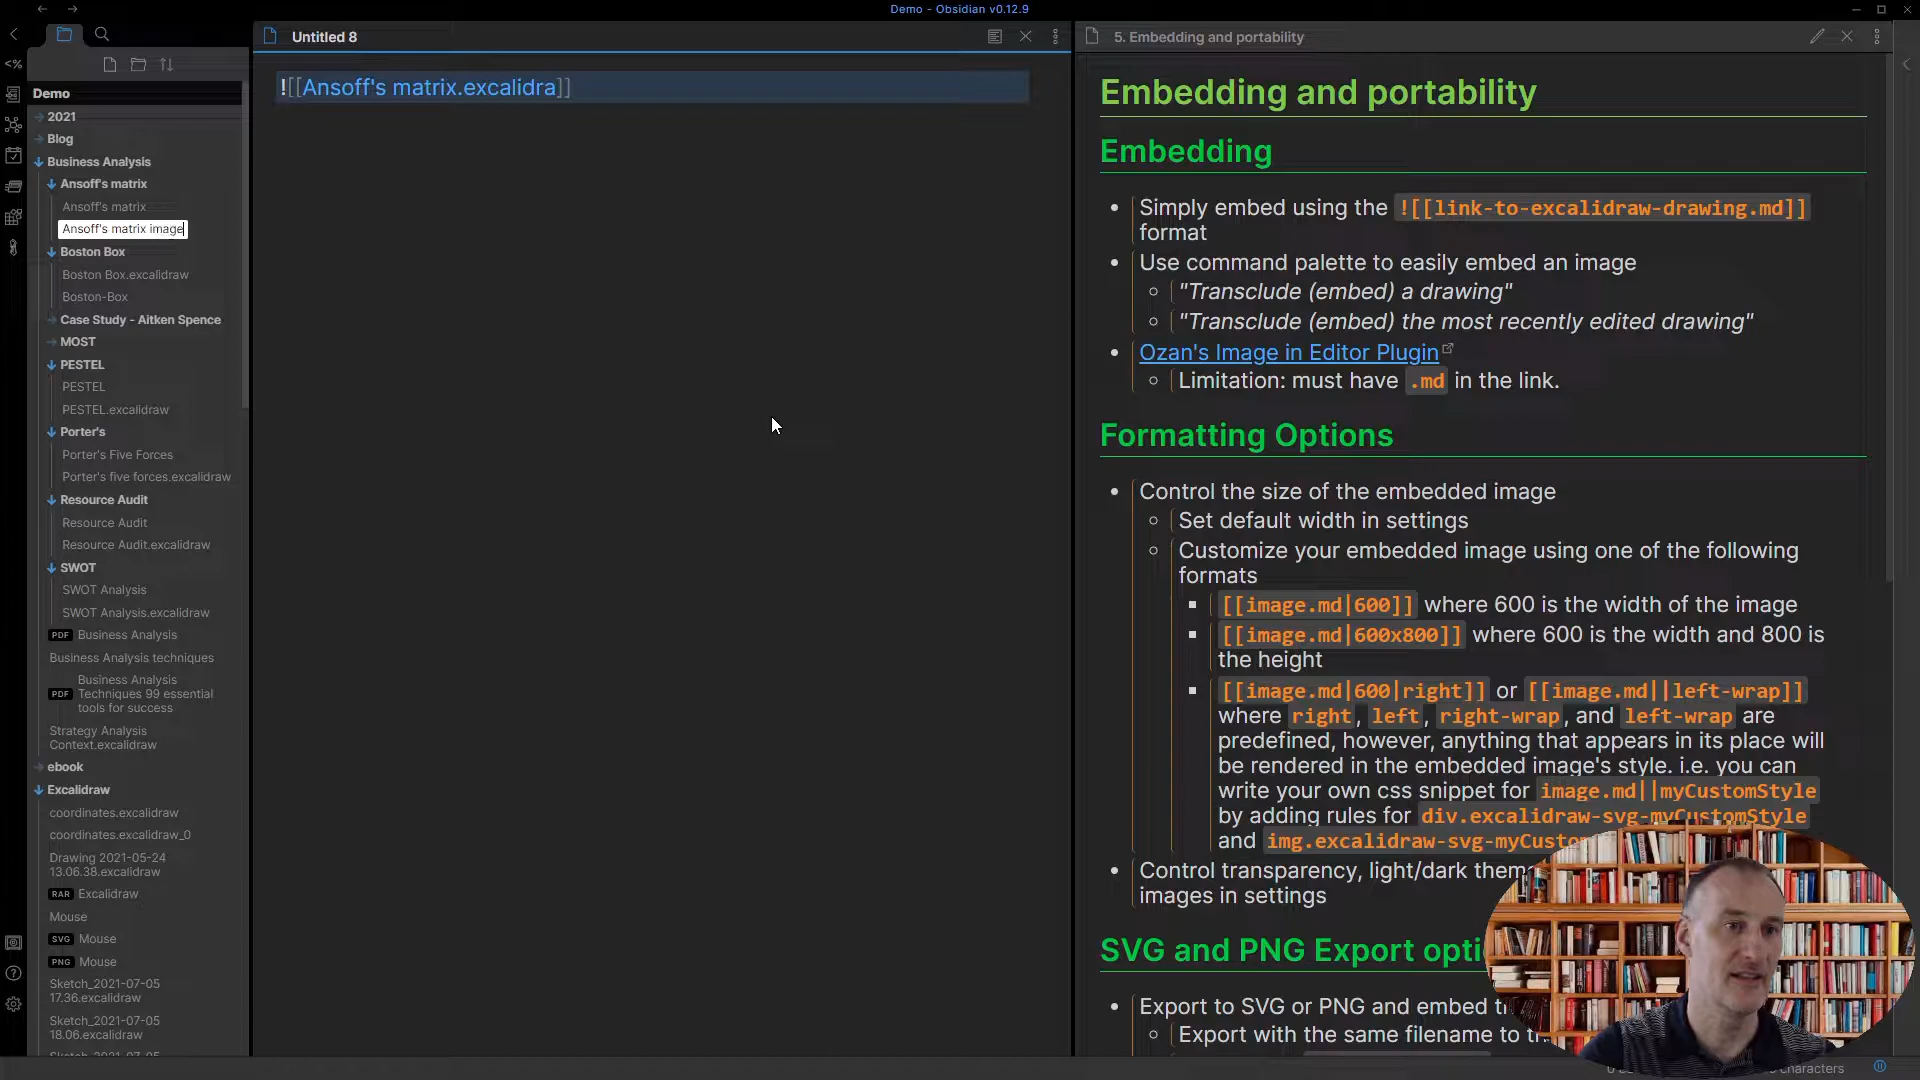 Demo - Obsidian v0.12.9
Untitled 8
5. Embedding and portability
Demo
2021
Blog
Business Analysis
Ansoff's matrix
Ansoff's matrix
Ansoff's matrix image
Boston Box
Boston Box.excalidraw
Boston-Box
Case Study - Aitken Spence
MOST
PESTEL
PESTEL
PESTEL.excalidraw
Porter's
Porter's Five Forces
Porter's five forces.excalidraw
Resource Audit
Resource Audit
Resource Audit.excalidraw
SWOT
SWOT Analysis
SWOT Analysis.excalidraw
PDF Business Analysis
Business Analysis techniques
Business Analysis
PDF Techniques 99 essential
tools for success
Strategy Analysis
Context.excalidraw
ebook
Excalidraw
coordinates.excalidraw
coordinates.excalidraw_0
Drawing 2021-05-24
13.06.38.excalidraw
RAR Excalidraw
Mouse
SVG Mouse
PNG Mouse
Sketch_2021-07-05
17.36.excalidraw
Sketch_2021-07-05
18.06.excalidraw
![[Ansoff's matrix.excalidra]]
Embedding and portability
Embedding
Simply embed using the ![[link-to-excalidraw-drawing.md]]
format
Use command palette to easily embed an image
"Transclude (embed) a drawing"
"Transclude (embed) the most recently edited drawing"
Ozan's Image in Editor Plugin
Limitation: must have .md in the link.
Formatting Options
Control the size of the embedded image
Set default width in settings
Customize your embedded image using one of the following
formats
[[image.md|600]] where 600 is the width of the image
[[image.md|600x800]] where 600 is the width and 800 is
the height
[[image.md|600|right]] or [[image.md||left-wrap]]
where right, left, right-wrap, and left-wrap are
predefined, however, anything that appears in its place will
be rendered in the embedded image's style. i.e. you can
write your own css snippet for image.md||myCustomStyle
by adding rules for div.excalidraw-svg-myCustomStyle
and img.excalidraw-svg-myCusto
Control transparency, light/dark them
images in settings
SVG and PNG Export opti
Export to SVG or PNG and embed t
Export with the same filename to t
characters